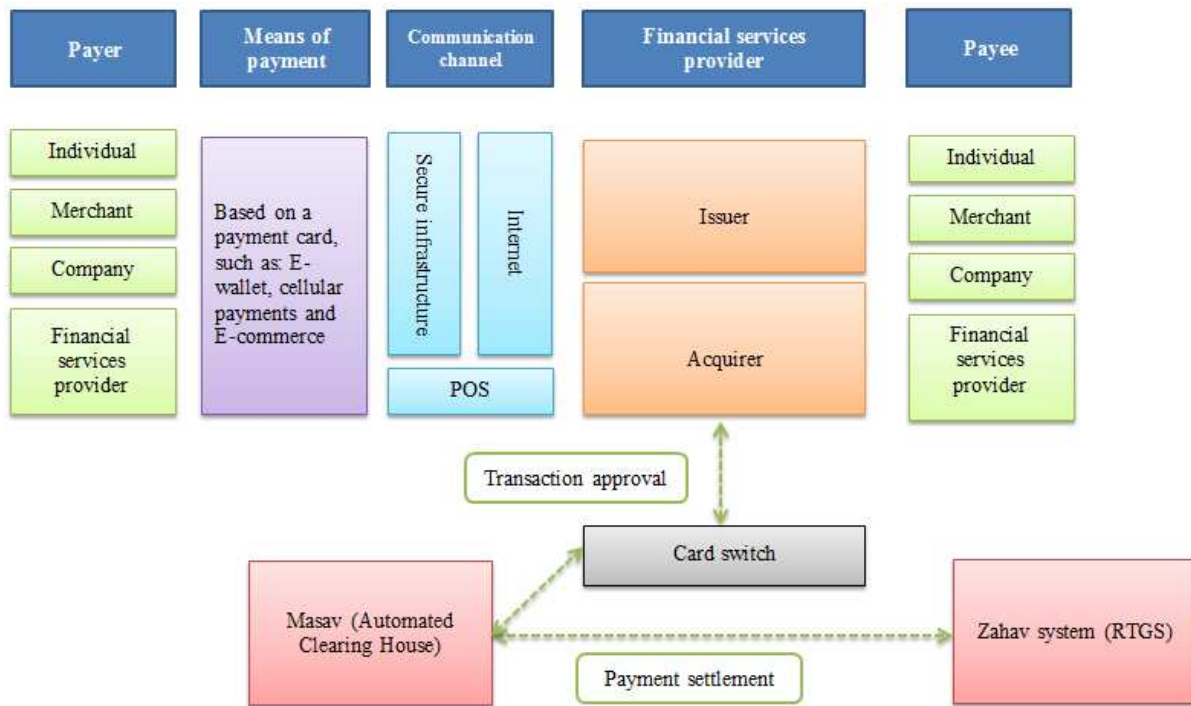 Payer
Means of
payment
Communication
channel
Financial services
provider
Payee
Individual
Merchant
Company
Financial
services
provider
Based on a
payment card,
such as: E-
wallet, cellular
payments and
E-commerce
Secure infrastructure
Internet
POS
Issuer
Acquirer
Individual
Merchant
Company
Financial
services
provider
Transaction approval
Card switch
Masav (Automated
Clearing House)
Zahav system (RTGS)
Payment settlement